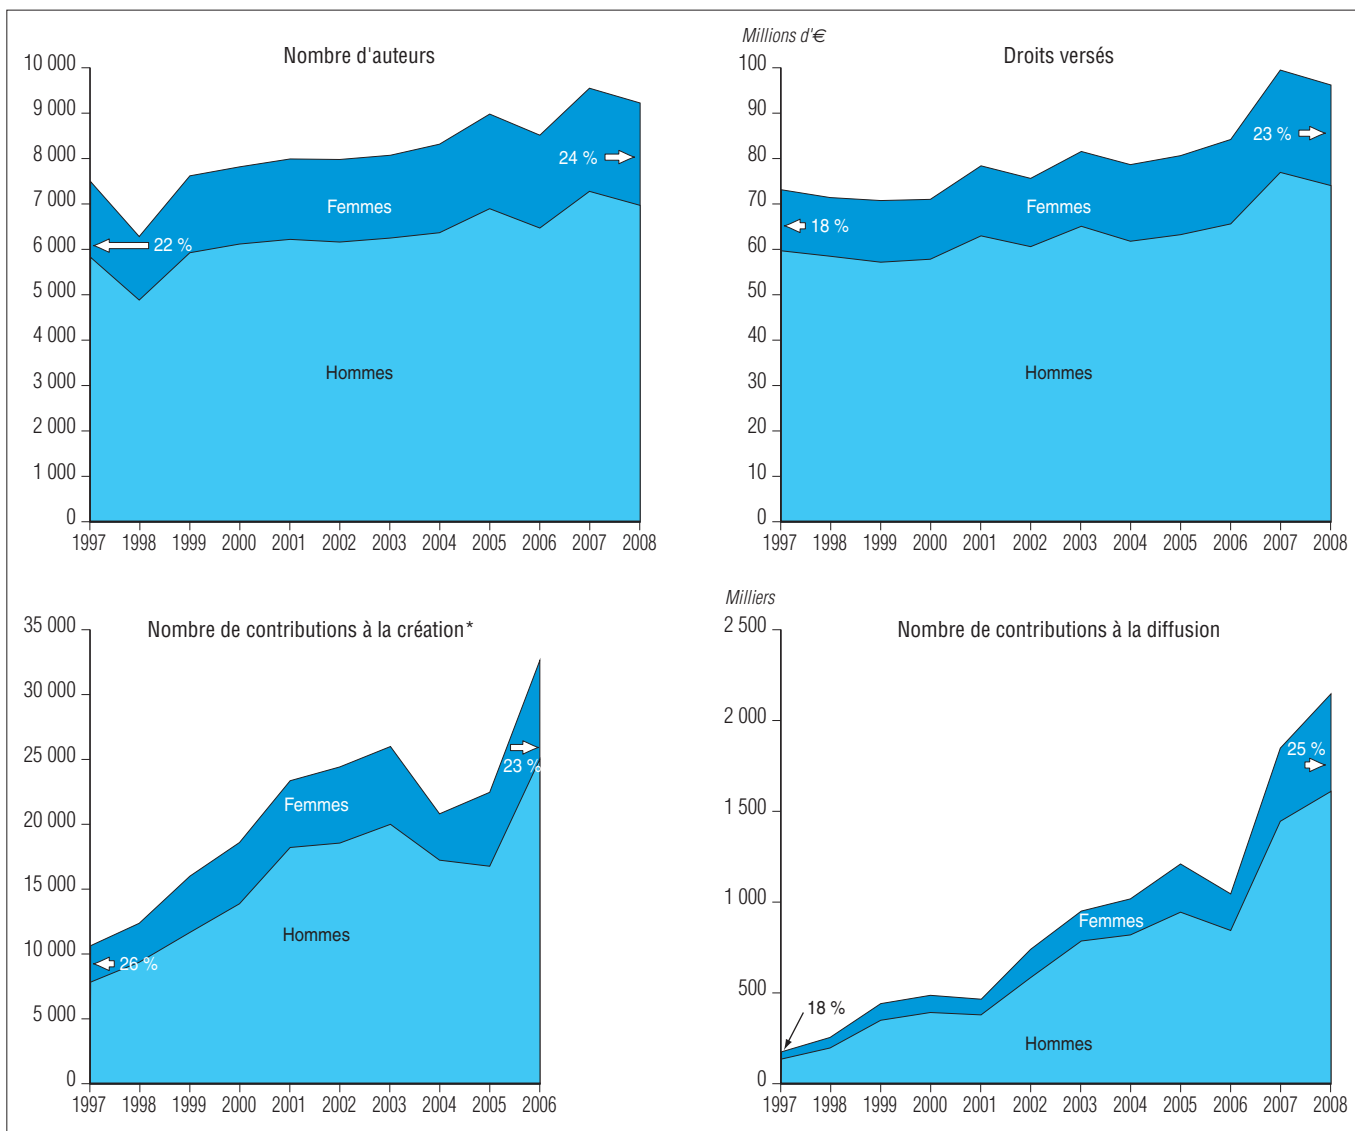 Nombre d'auteurs
10 000
9 000
8 000
7 000
6 000
5 000
4 000
3 000
2 000
1 000
0
24 %
Femmes
22 %
Hommes
1997 1998 1999 2000 2001 2002 2003 2004 2005 2006 2007 2008
Millions d'€
Droits versés
100
90
80
70
60
50
40
30
20
10
0
23 %
Femmes
18 %
Hommes
1997 1998 1999 2000 2001 2002 2003 2004 2005 2006 2007 2008
Nombre de contributions à la création*
35 000
30 000
25 000
20 000
15 000
10 000
5 000
0
23 %
Femmes
Hommes
26 %
1997 1998 1999 2000 2001 2002 2003 2004 2005 2006
Milliers
Nombre de contributions à la diffusion
2 500
2 000
1 500
1 000
500
0
25 %
Femmes
18 %
Hommes
1997 1998 1999 2000 2001 2002 2003 2004 2005 2006 2007 2008